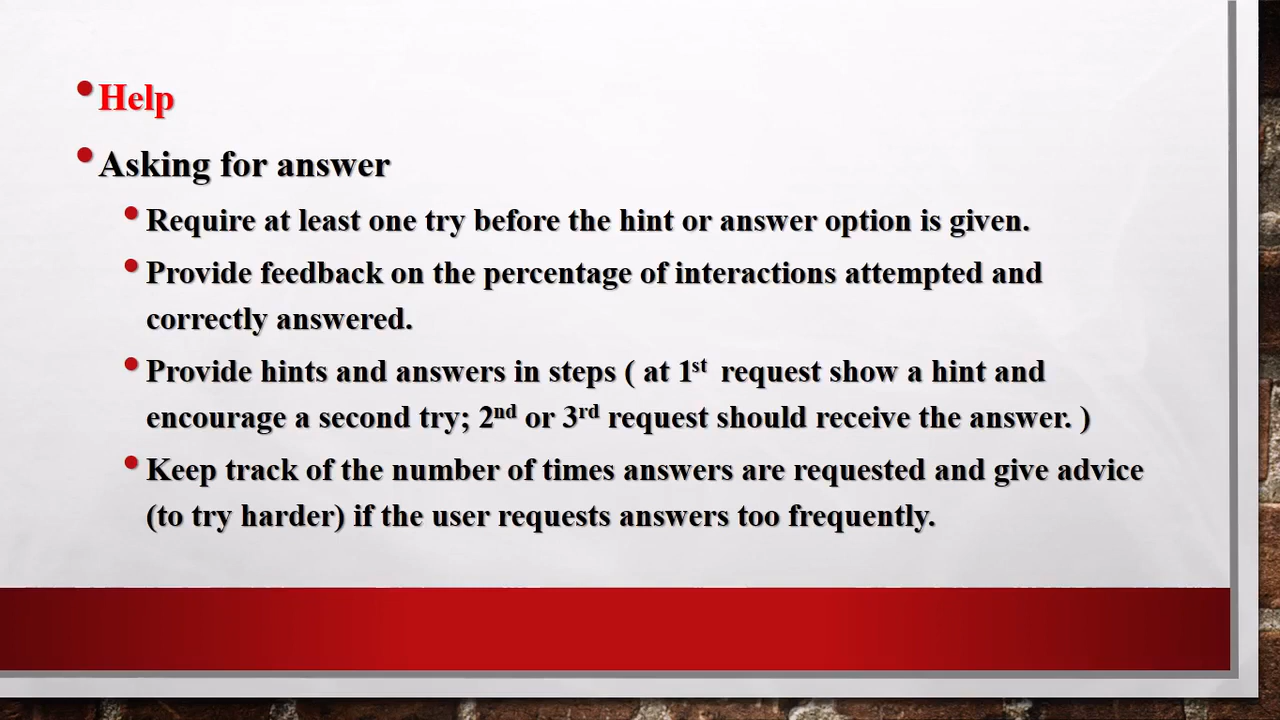 •Help
•Asking for answer
•Require at least one try before the hint or answer option is given.
•Provide feedback on the percentage of interactions attempted and
correctly answered.
•Provide hints and answers in steps ( at 1st request show a hint and
encourage a second try; 2nd or 3rd request should receive the answer. )
•Keep track of the number of times answers are requested and give advice
(to try harder) if the user requests answers too frequently.